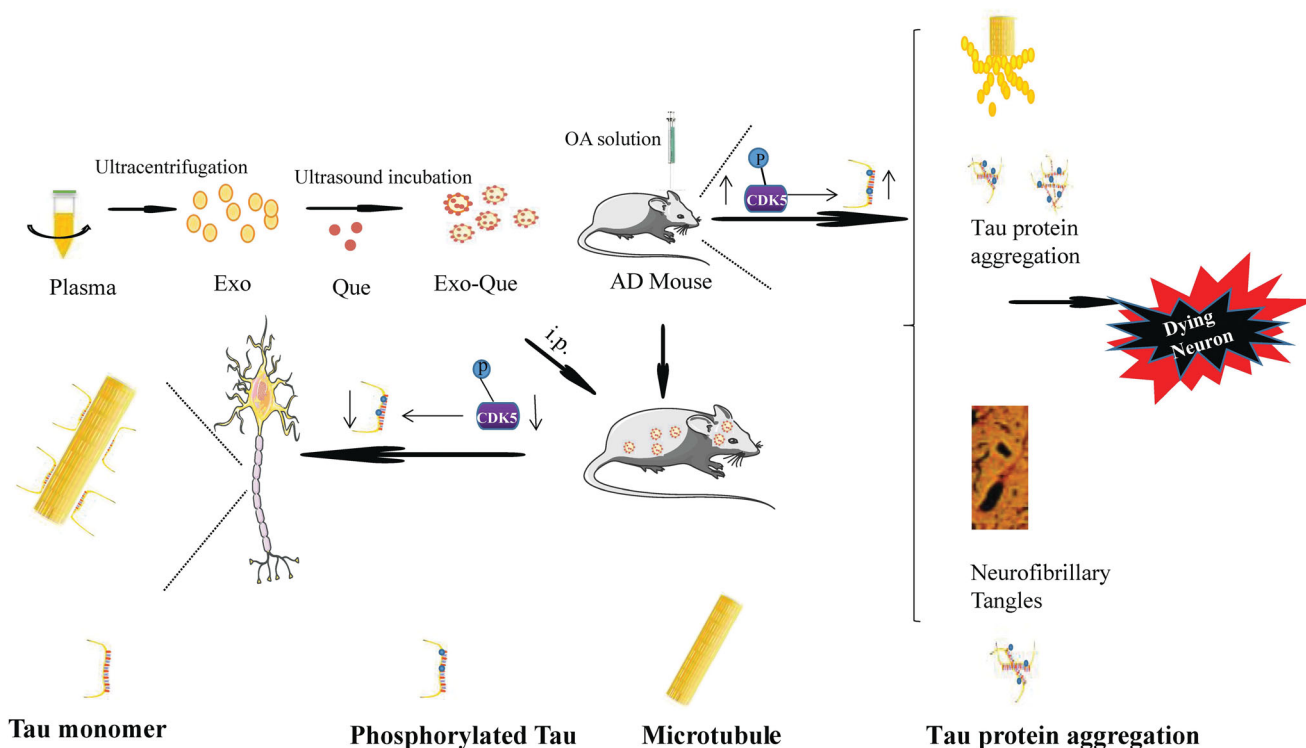 OA solution
Ultracentrifugation
Ultrasound incubation
P
CDK5
Plasma
Exo
Que
Exo-Que
AD Mouse
Tau protein
aggregation
Dying
Neuron
i.p.
p
CDK5
Neurofibrillary
Tangles
Tau monomer
Phosphorylated Tau
Microtubule
Tau protein aggregation